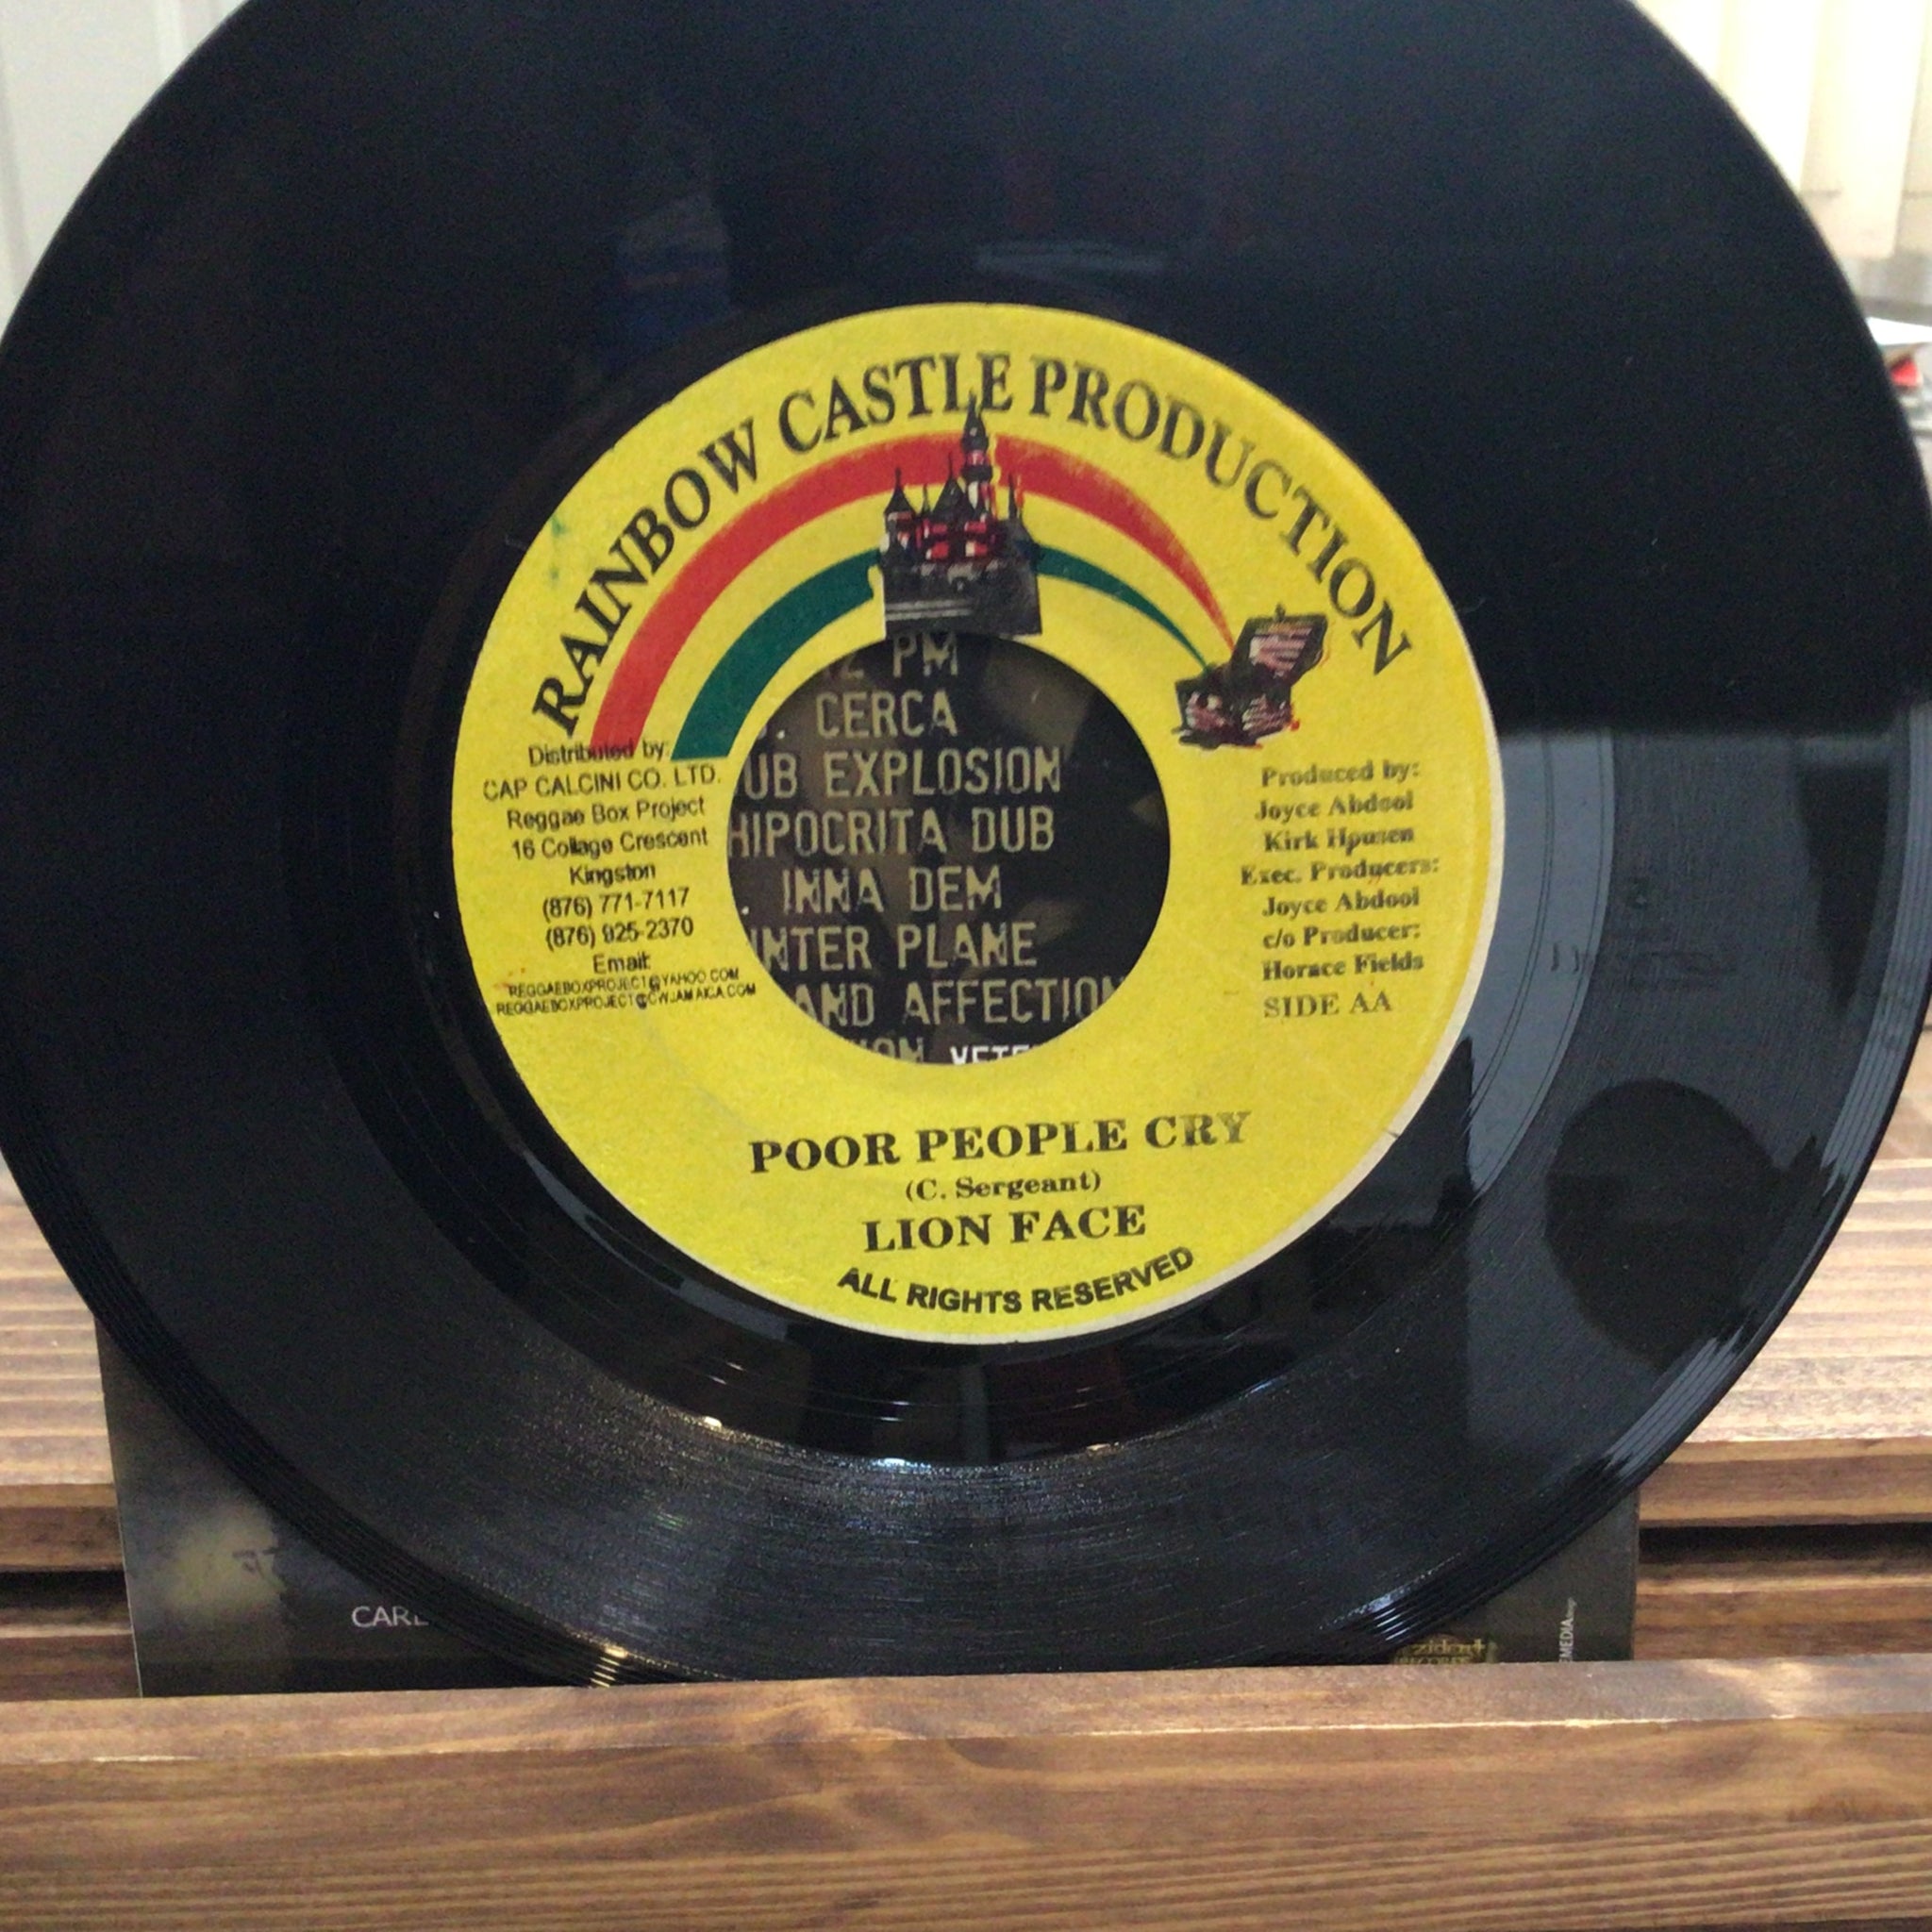 RAINBOW CASTLE PRODUCTION
Distributed by:
CAP CALCINI CO. LTD.
Reggae Box Project
16 Collage Crescent
Kingston
(876) 771-7117
(876) 925-2370
Email:
REGGAEBOXPROJECT@YAHOO.COM
REGGAEBOXPROJECT@CWJAMAICA.COM
PM
CERCA
UB EXPLOSION
HIPOCRITA DUB
. INNA DEM
INTER PLANE
AND AFFECTION
Produced by:
Joyce Abdool
Kirk Hpusen
Exec. Producers:
Joyce Abdool
c/o Producer:
Horace Fields
SIDE AA
POOR PEOPLE CRY
(C. Sergeant)
LION FACE
ALL RIGHTS RESERVED
CARL